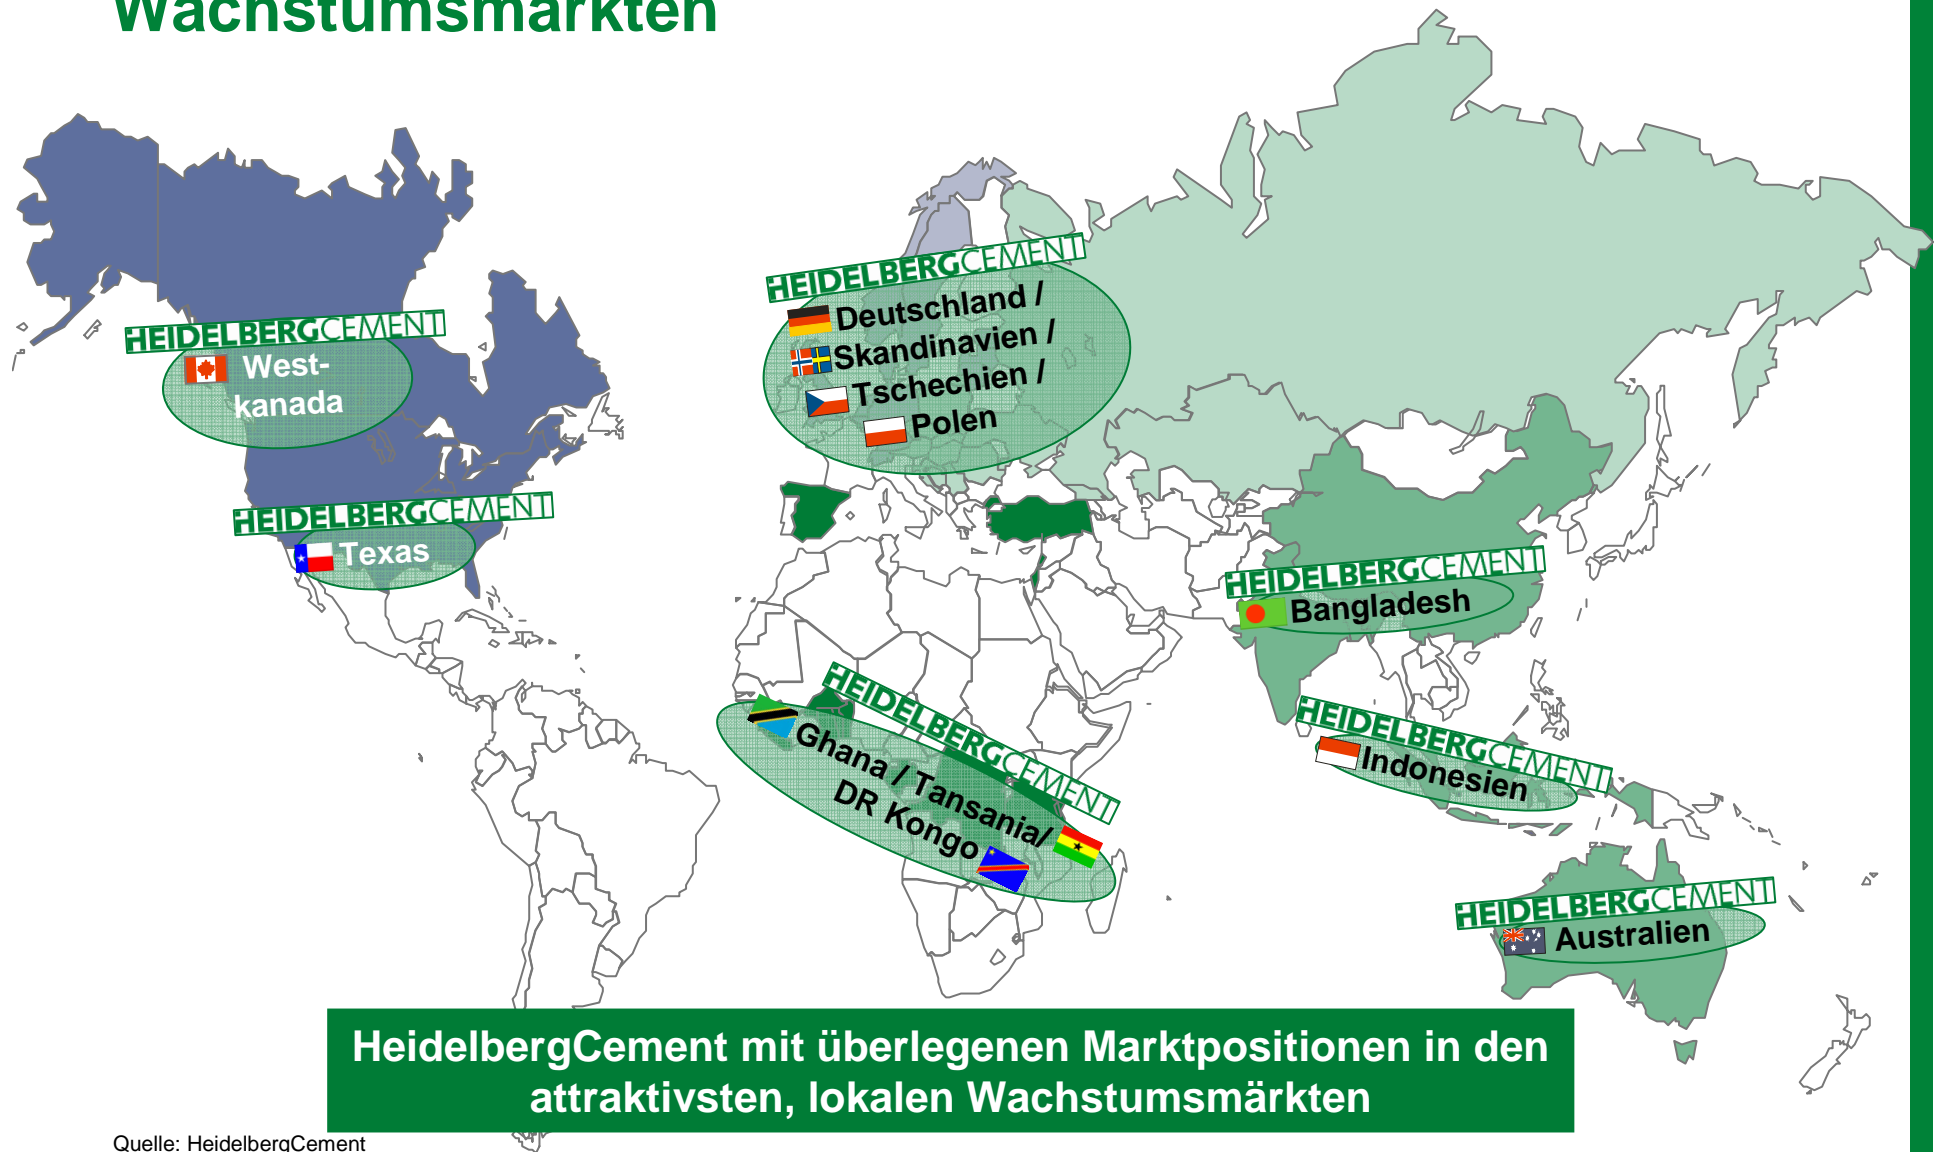 Wachstumsmärkten
HEIDELBERGCEMENT
Deutschland /
Skandinavien /
Tschechien /
Polen
HEIDELBERGCEMENT
West-
kanada
HEIDELBERGCEMENT
Texas
HEIDELBERGCEMENT
Bangladesh
HEIDELBERGCEMENT
Ghana / Tansania/
DR Kongo
HEIDELBERGCEMENT
Indonesien
HEIDELBERGCEMENT
Australien
HeidelbergCement mit überlegenen Marktpositionen in den
attraktivsten, lokalen Wachstumsmärkten
Quelle: HeidelbergCement